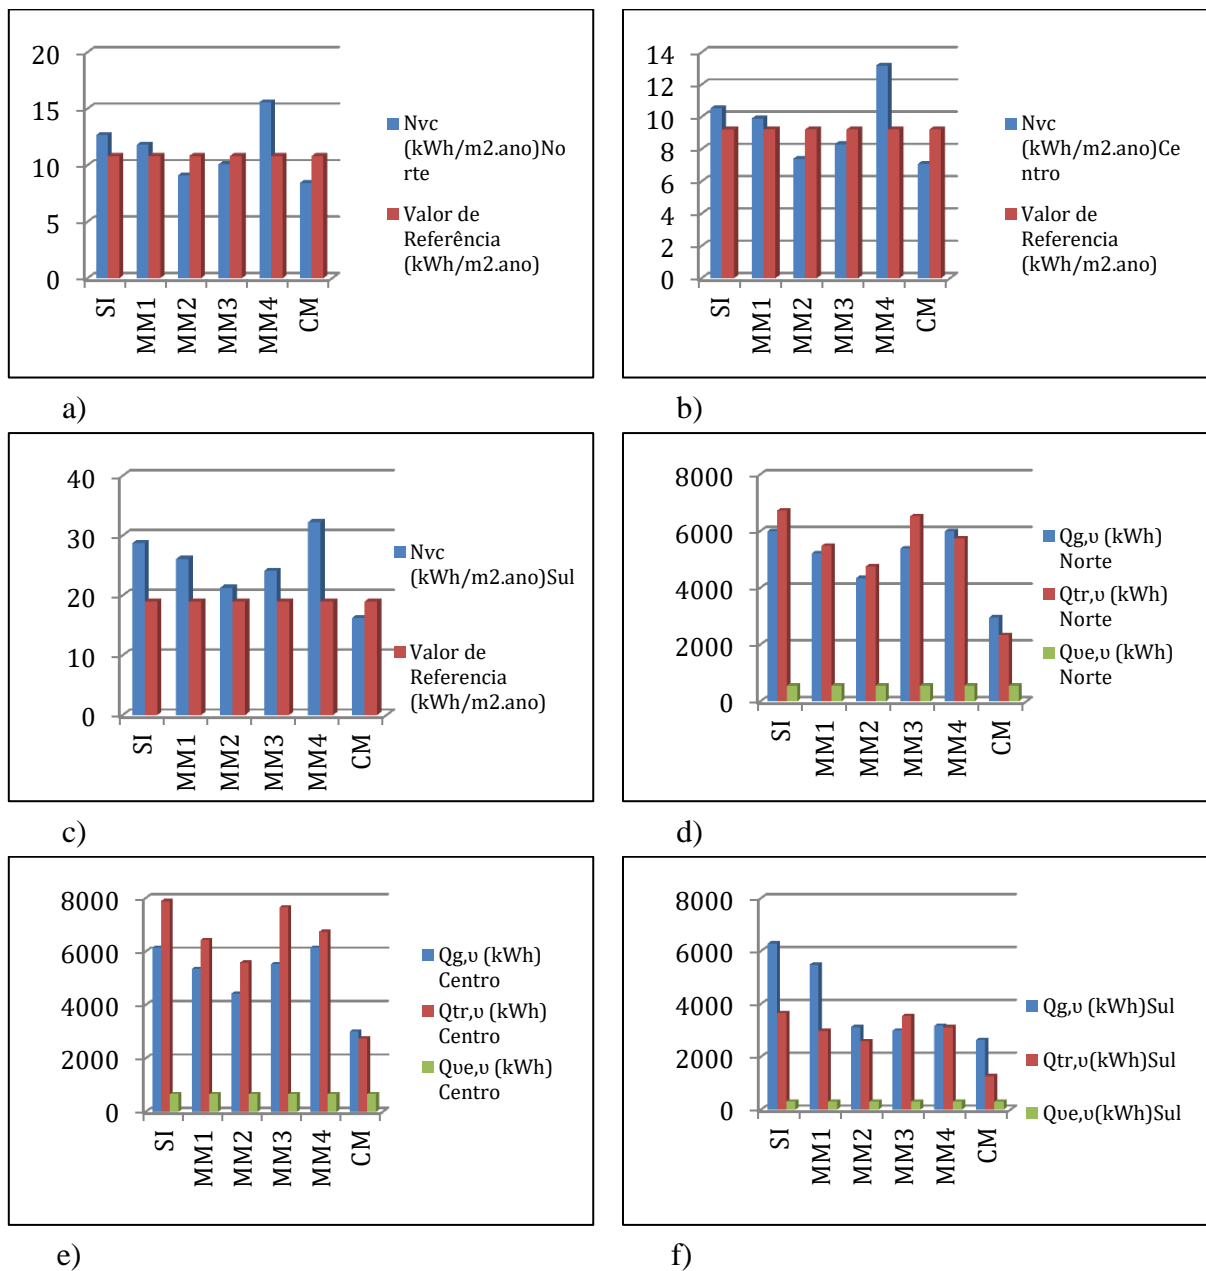 20
15
10
5
0
SI
MM1
MM2
MM3
MM4
CM
Nvc
(kWh/m2.ano)No
rte
Valor de
Referência
(kWh/m2.ano)
a)
14
12
10
8
6
4
2
0
SI
MM1
MM2
MM3
MM4
CM
Nvc
(kWh/m2.ano)Ce
ntro
Valor de
Referencia
(kWh/m2.ano)
b)
40
30
20
10
0
SI
MM1
MM2
MM3
MM4
CM
Nvc
(kWh/m2.ano)Sul
Valor de
Referencia
(kWh/m2.ano)
c)
8000
6000
4000
2000
0
SI
MM1
MM2
MM3
MM4
CM
Qg,υ (kWh)
Norte
Qtr,υ (kWh)
Norte
Qυe,υ (kWh)
Norte
d)
8000
6000
4000
2000
0
SI
MM1
MM2
MM3
MM4
CM
Qg,υ (kWh)
Centro
Qtr,υ (kWh)
Centro
Qυe,υ (kWh)
Centro
e)
8000
6000
4000
2000
0
SI
MM1
MM2
MM3
MM4
CM
Qg,υ (kWh)Sul
Qtr,υ(kWh)Sul
Qυe,υ(kWh)Sul
f)